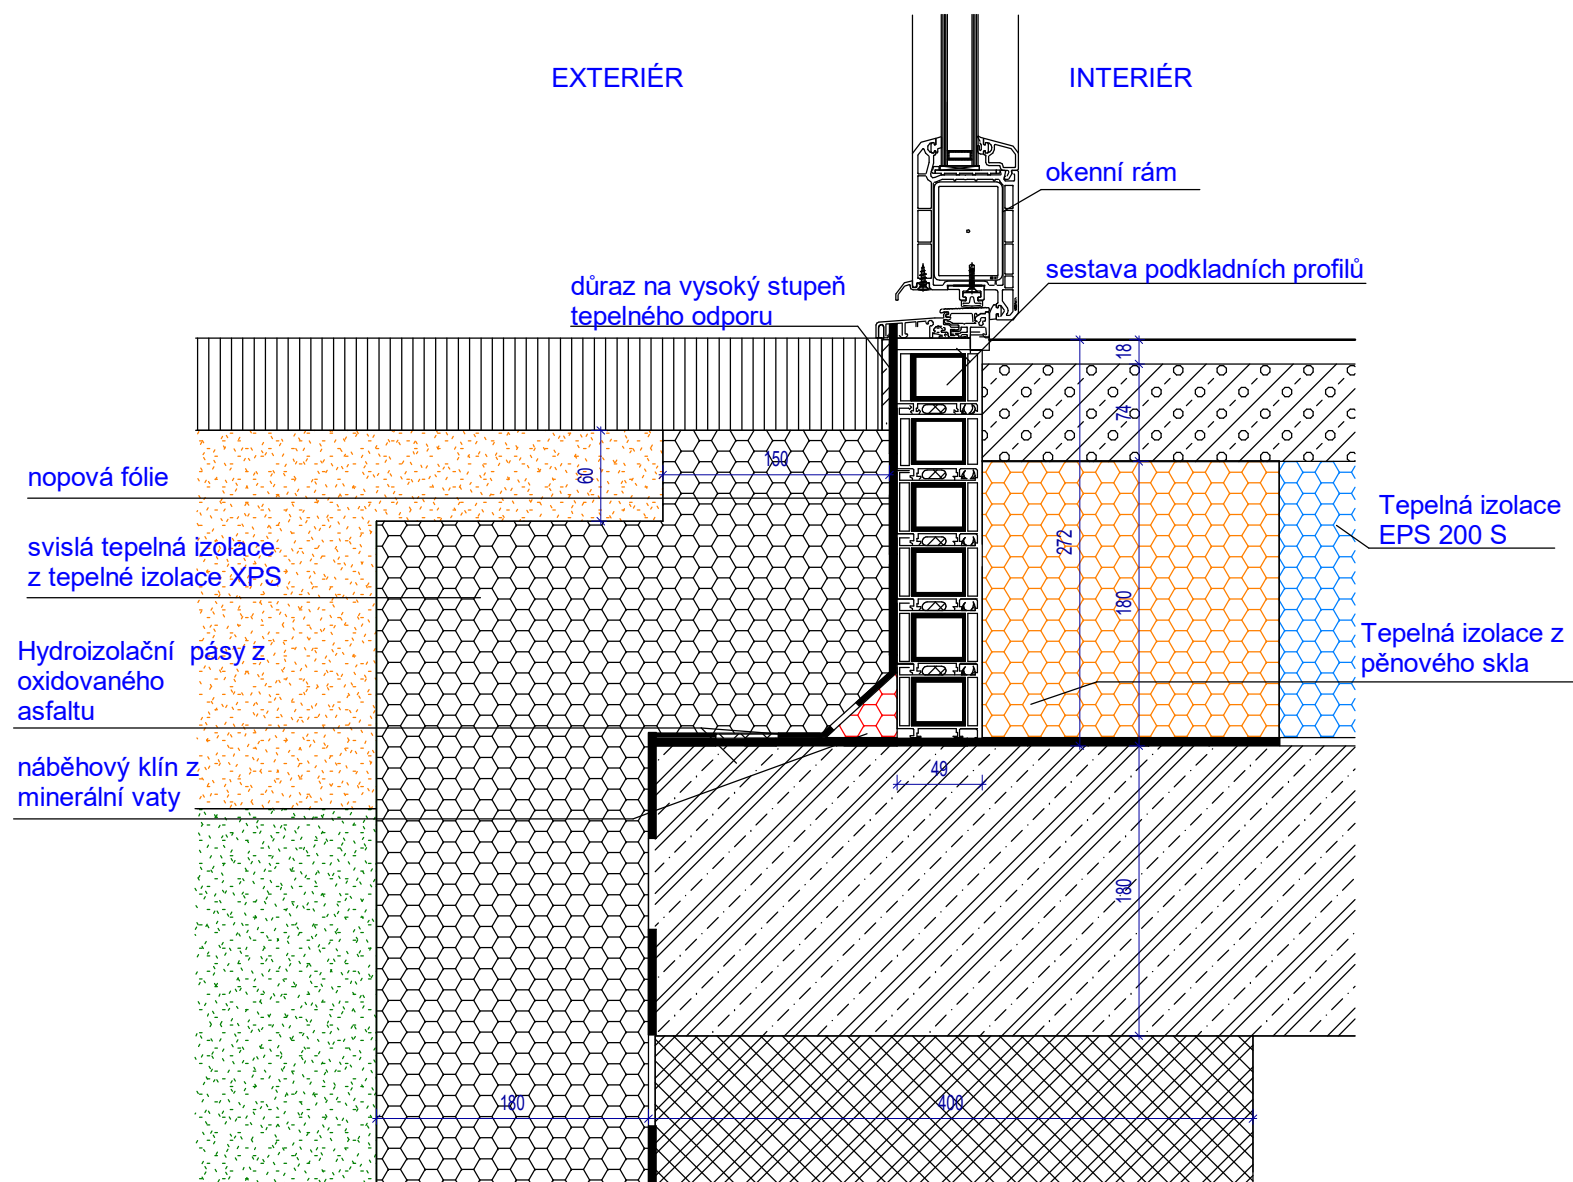 EXTERIÉR
INTERIÉR
okenní rám
sestava podkladních profilů
důraz na vysoký stupeň
tepelného odporu
18
74
150
60
nopová fólie
272
Tepelná izolace
EPS 200 S
svislá tepelná izolace
z tepelné izolace XPS
180
Tepelná izolace z
pěnového skla
Hydroizolační pásy z
oxidovaného
asfaltu
náběhový klín z
minerální vaty
49
180
180
400